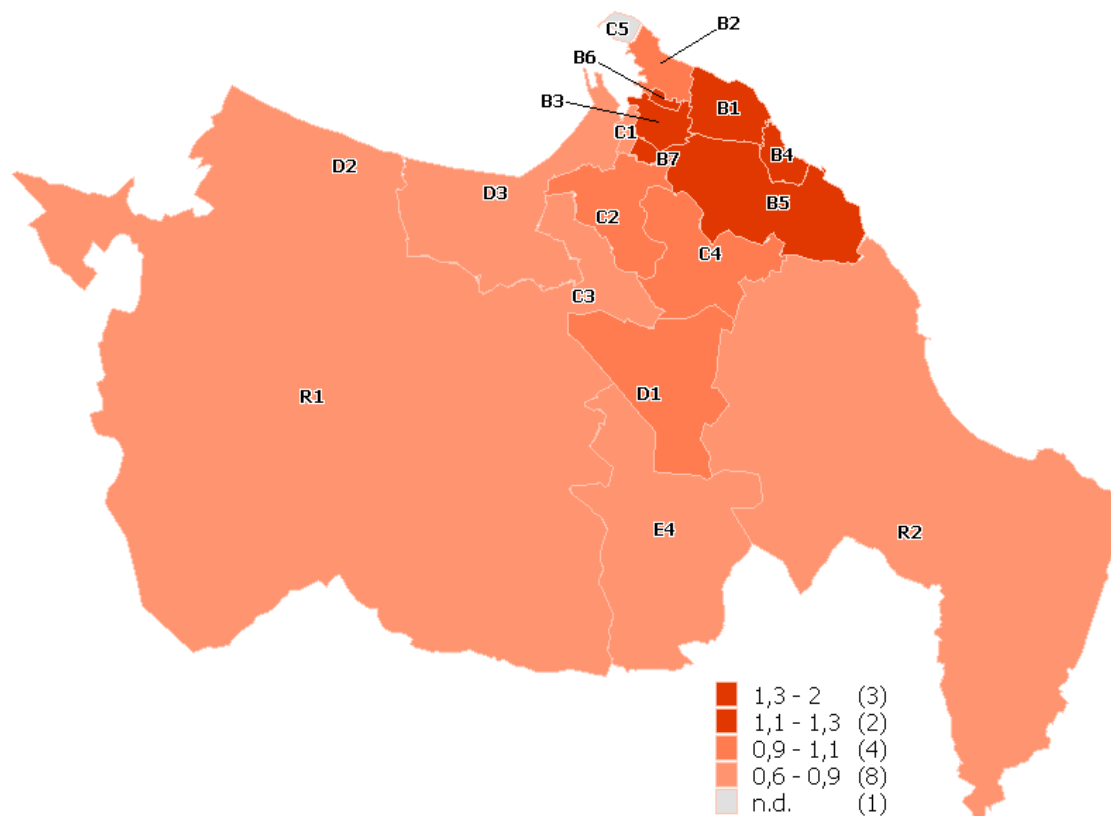 C5
B2
B6
B3
B1
C1
B4
B7
D2
D3
B5
C2
C4
C3
R1
D1
E4
R2
1,3 - 2 (3)
1,1 - 1,3 (2)
0,9 - 1,1 (4)
0,6 - 0,9 (8)
n.d. (1)